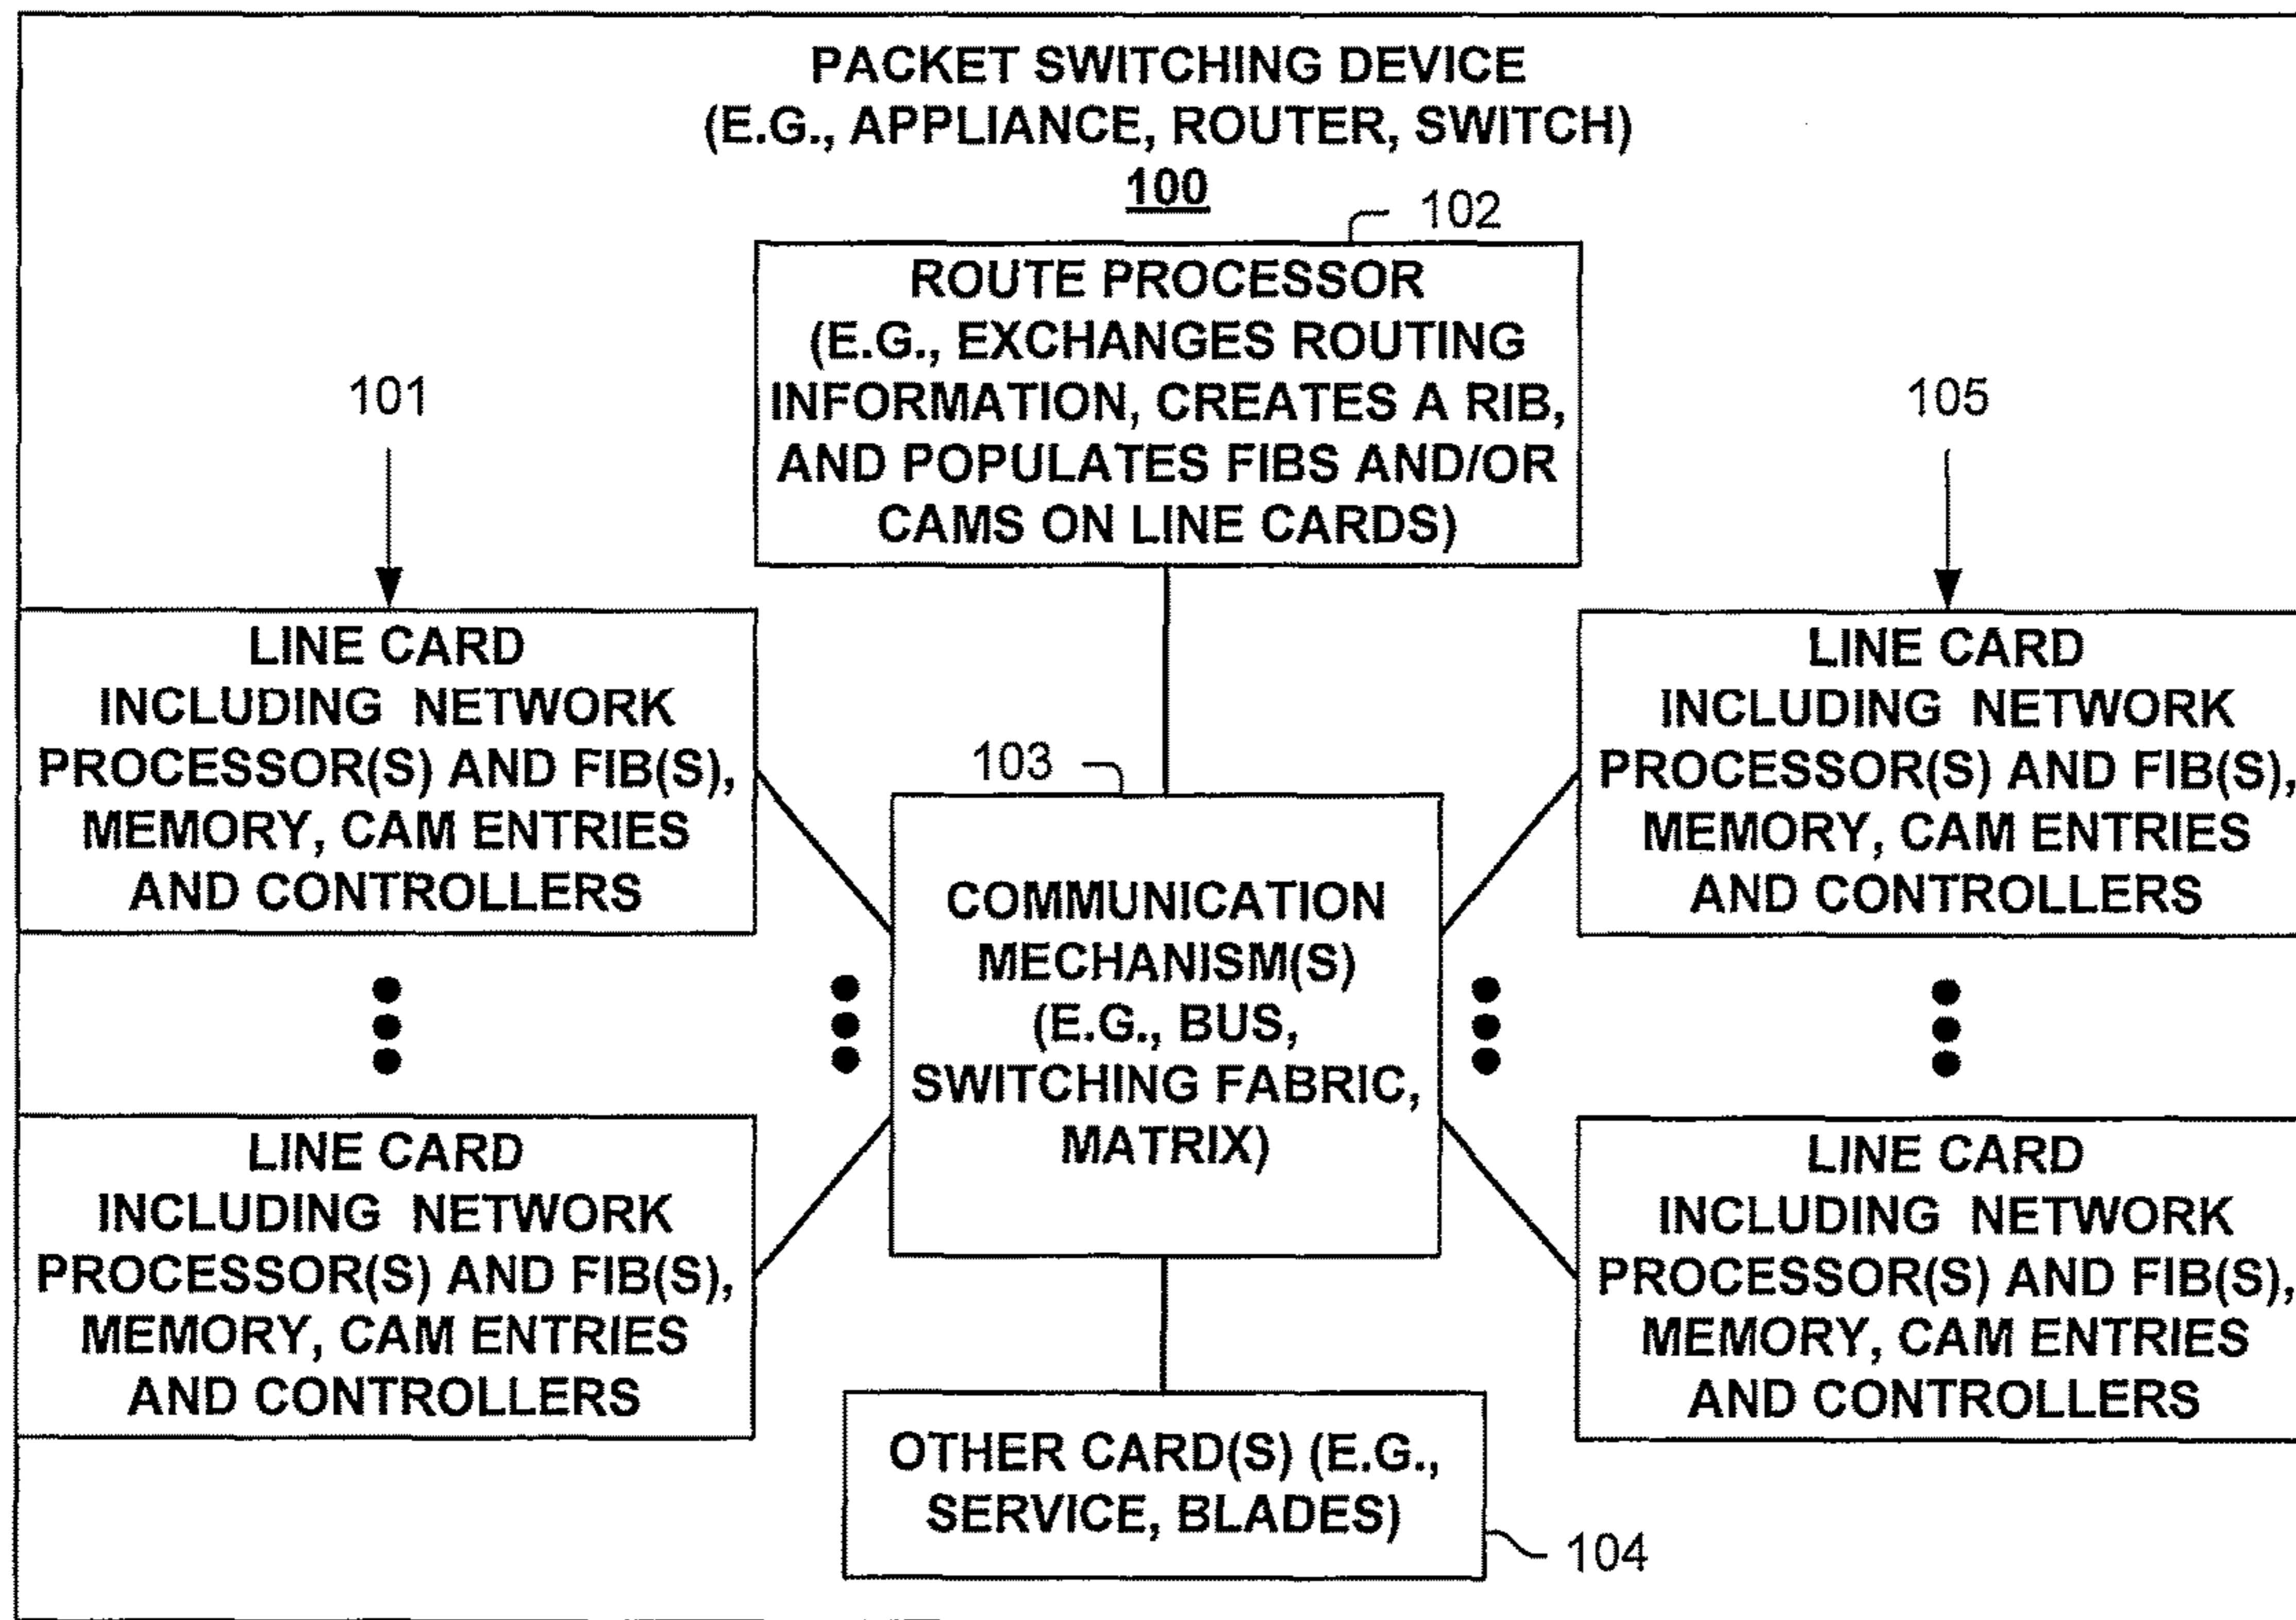 PACKET SWITCHING DEVICE
(E.G., APPLIANCE, ROUTER, SWITCH)
100
102
ROUTE PROCESSOR
(E.G., EXCHANGES ROUTING
INFORMATION, CREATES A RIB,
AND POPULATES FIBS AND/OR
CAMS ON LINE CARDS)
101
LINE CARD
INCLUDING NETWORK
PROCESSOR(S) AND FIB(S),
MEMORY, CAM ENTRIES
AND CONTROLLERS
LINE CARD
INCLUDING NETWORK
PROCESSOR(S) AND FIB(S),
MEMORY, CAM ENTRIES
AND CONTROLLERS
103
COMMUNICATION
MECHANISM(S)
(E.G., BUS,
SWITCHING FABRIC,
MATRIX)
OTHER CARD(S) (E.G.,
SERVICE, BLADES)
104
105
LINE CARD
INCLUDING NETWORK
PROCESSOR(S) AND FIB(S),
MEMORY, CAM ENTRIES
AND CONTROLLERS
LINE CARD
INCLUDING NETWORK
PROCESSOR(S) AND FIB(S),
MEMORY, CAM ENTRIES
AND CONTROLLERS